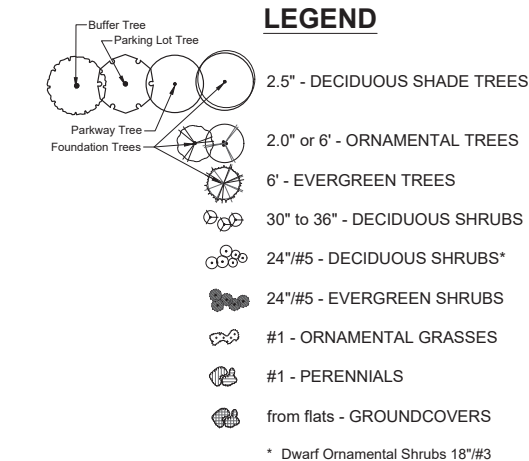 LEGEND
Buffer Tree
Parking Lot Tree
2.5" - DECIDUOUS SHADE TREES
Parkway Tree
Foundation Trees
2.0" or 6' - ORNAMENTAL TREES
6' - EVERGREEN TREES
30" to 36" - DECIDUOUS SHRUBS
24"/#5 - DECIDUOUS SHRUBS*
24"/#5 - EVERGREEN SHRUBS
#1 - ORNAMENTAL GRASSES
#1 - PERENNIALS
from flats - GROUNDCOVERS
* Dwarf Ornamental Shrubs 18"/#3